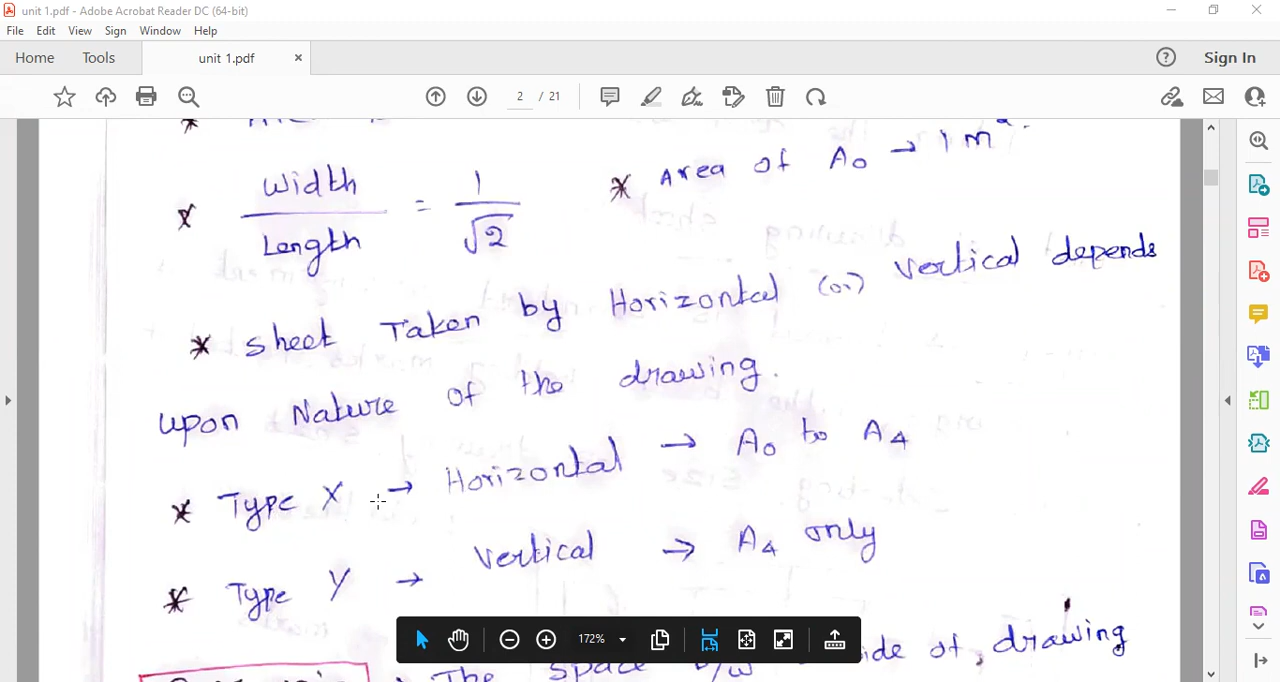 unit 1.pdf - Adobe Acrobat Reader DC (64-bit)
File Edit View Sign Window Help
Home Tools unit 1.pdf × Sign In
2 / 21
* Width / Length = 1 / √2
* Area of A0 → 1 m
* Sheet Taken by Horizontal (or) Vertical depends
upon Nature of the drawing.
* Type X → Horizontal → A0 to A4
* Type Y → Vertical → A4 only
172%
The space b/w ide of, drawing